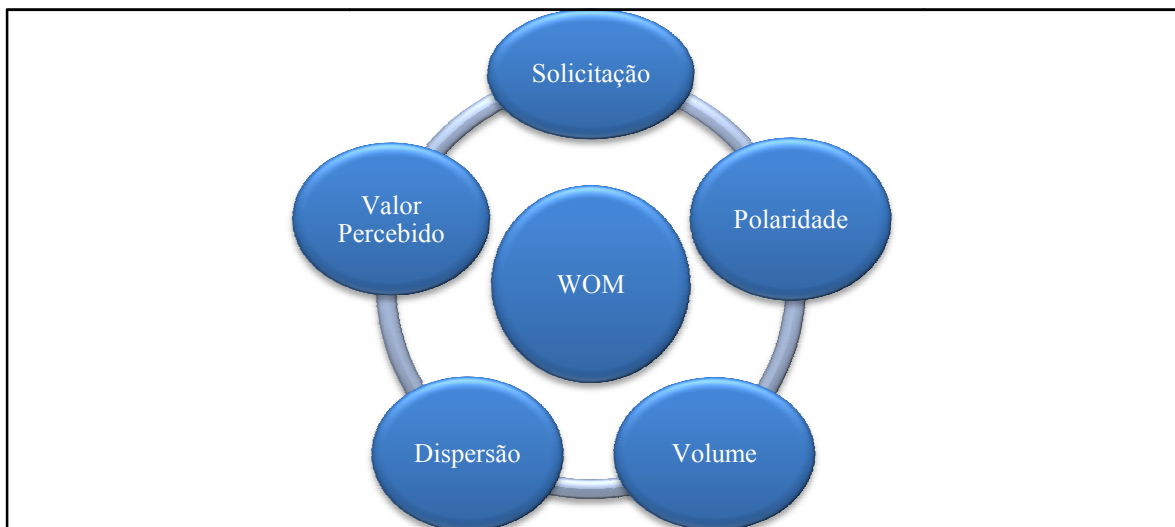 Solicitação
Polaridade
Volume
Dispersão
Valor
Percebido
WOM